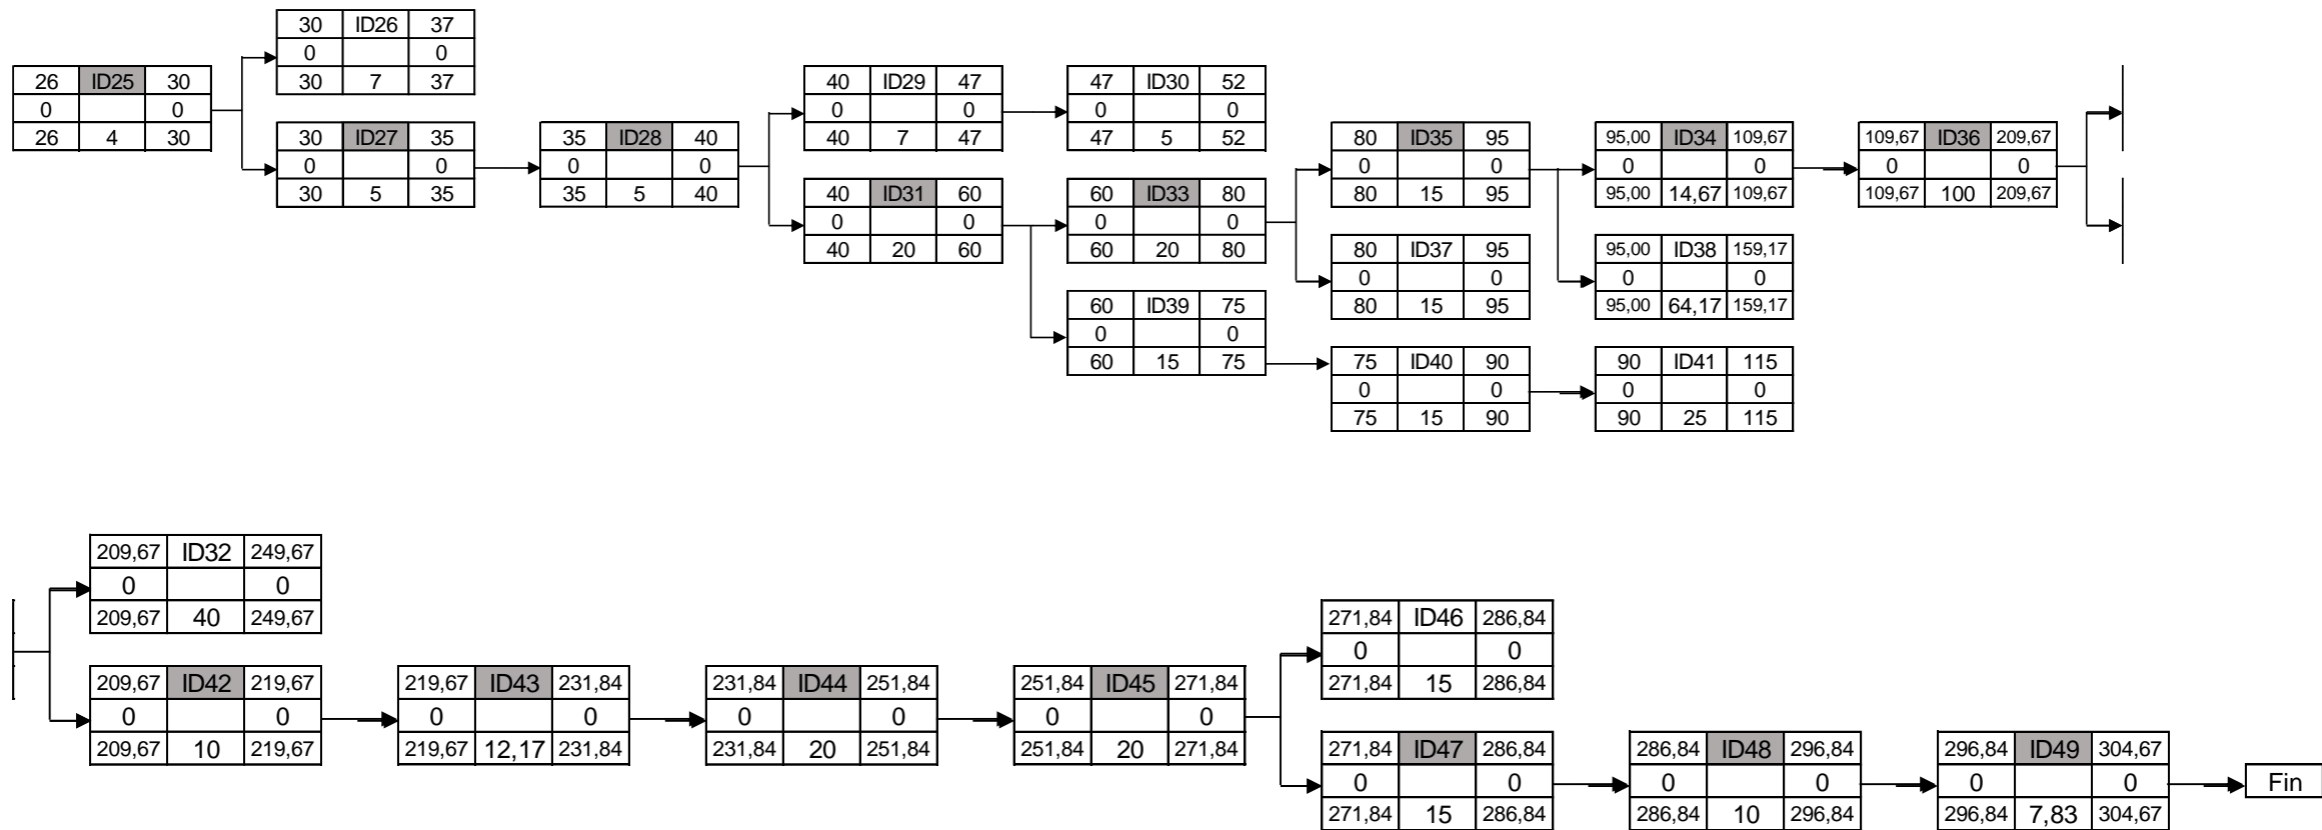 30 ID26 37
0 0
30 7 37
26 ID25 30
0 0
26 4 30
30 ID27 35
0 0
30 5 35
35 ID28 40
0 0
35 5 40
40 ID29 47
0 0
40 7 47
47 ID30 52
0 0
47 5 52
40 ID31 60
0 0
40 20 60
60 ID33 80
0 0
60 20 80
60 ID39 75
0 0
60 15 75
80 ID35 95
0 0
80 15 95
80 ID37 95
0 0
80 15 95
75 ID40 90
0 0
75 15 90
95,00 ID34 109,67
0 0
95,00 14,67 109,67
95,00 ID38 159,17
0 0
95,00 64,17 159,17
90 ID41 115
0 0
90 25 115
109,67 ID36 209,67
0 0
109,67 100 209,67
209,67 ID32 249,67
0 0
209,67 40 249,67
209,67 ID42 219,67
0 0
209,67 10 219,67
219,67 ID43 231,84
0 0
219,67 12,17 231,84
231,84 ID44 251,84
0 0
231,84 20 251,84
251,84 ID45 271,84
0 0
251,84 20 271,84
271,84 ID46 286,84
0 0
271,84 15 286,84
271,84 ID47 286,84
0 0
271,84 15 286,84
286,84 ID48 296,84
0 0
286,84 10 296,84
296,84 ID49 304,67
0 0
296,84 7,83 304,67
Fin